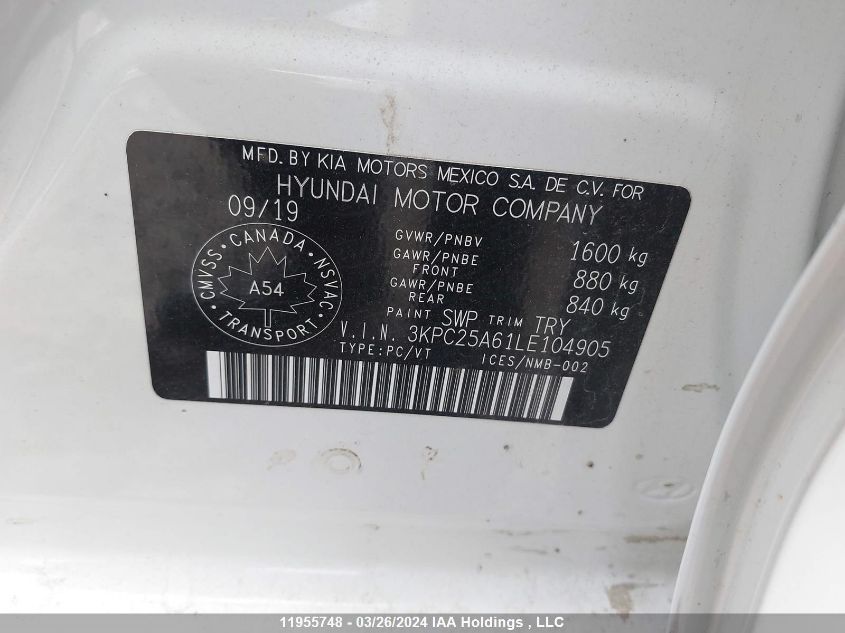 MFD. BY KIA MOTORS MEXICO S.A. DE C.V. FOR
HYUNDAI MOTOR COMPANY
09/19
GVWR/PNBV 1600 kg
GAWR/PNBE FRONT 880 kg
GAWR/PNBE REAR 840 kg
PAINT SWP TRIM TRY
V.I.N. 3KPC25A61LE104905
TYPE:PC/VT ICES/NMB-002
CMVSS • CANADA • NSVAC
A54
• TRANSPORT •
11955748 - 03/26/2024 IAA Holdings , LLC